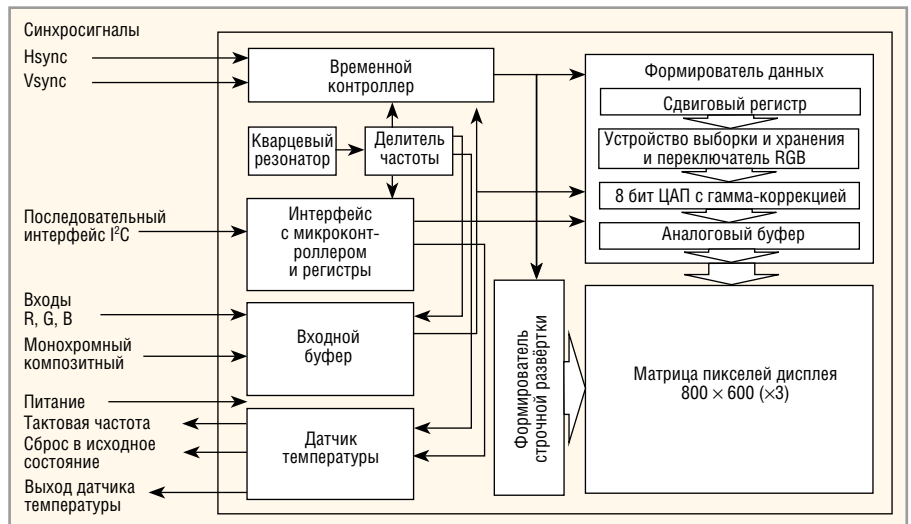 Синхросигналы
Hsync
Vsync
Временной
контроллер
Кварцевый
резонатор
Делитель
частоты
Последовательный
интерфейс I²C
Интерфейс
с микроконт-
роллером
и регистры
Входы
R, G, B
Монохромный
композитный
Входной
буфер
Питание
Тактовая частота
Сброс в исходное
состояние
Выход датчика
температуры
Датчик
температуры
Формирователь
строчной развёртки
Формирователь данных
Сдвиговый регистр
Устройство выборки и хранения
и переключатель RGB
8 бит ЦАП с гамма-коррекцией
Аналоговый буфер
Матрица пикселей дисплея
800 × 600 (×3)